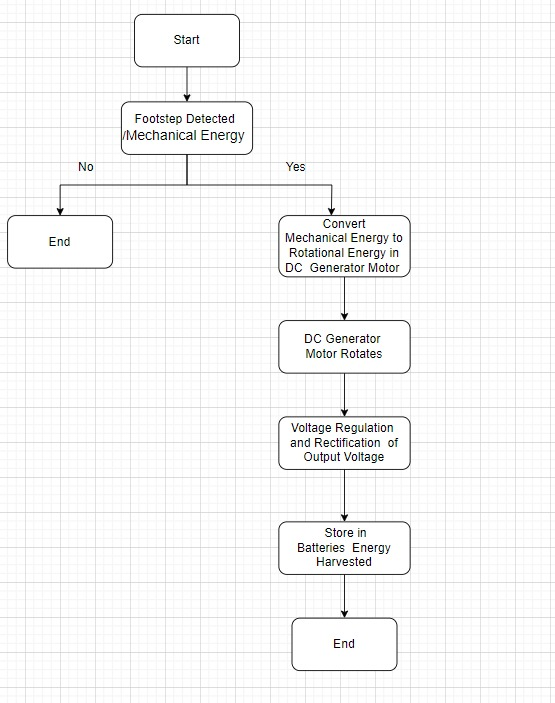 Start
Footstep Detected
/Mechanical Energy
No
Yes
End
Convert
Mechanical Energy to
Rotational Energy in
DC Generator Motor
DC Generator
Motor Rotates
Voltage Regulation
and Rectification of
Output Voltage
Store in
Batteries Energy
Harvested
End